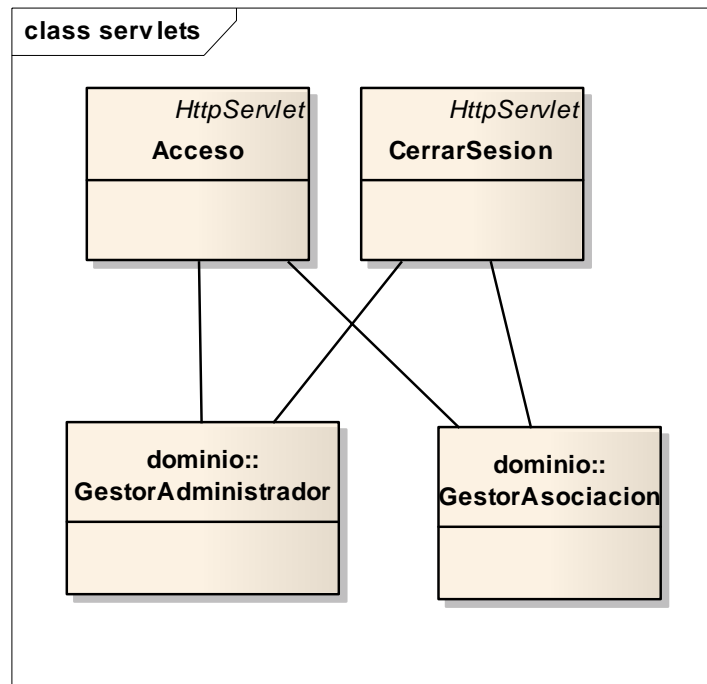 class servlets
HttpServlet
Acceso
HttpServlet
CerrarSesion
dominio::
GestorAdministrador
dominio::
GestorAsociacion